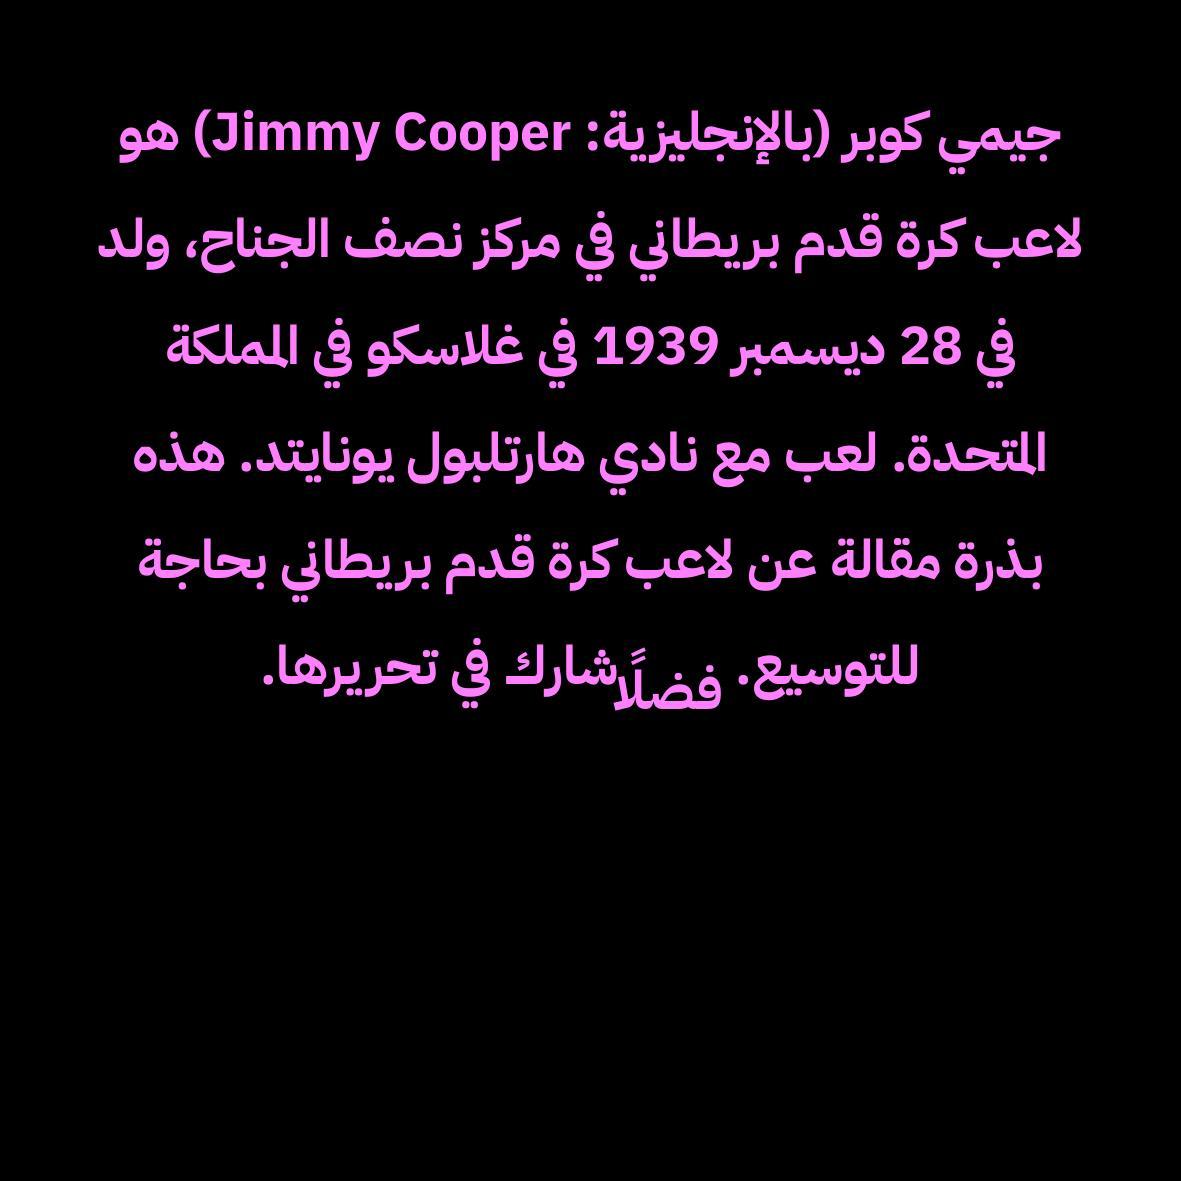 جيمي كوبر (بالإنجليزية: Jimmy Cooper) هو
لاعب كرة قدم بريطاني في مركز نصف الجناح، ولد
في 28 ديسمبر 1939 في غلاسكو في المملكة
المتحدة. لعب مع نادي هارتلبول يونايتد. هذه
بذرة مقالة عن لاعب كرة قدم بريطاني بحاجة
للتوسيع. فضلًا شارك في تحريرها.